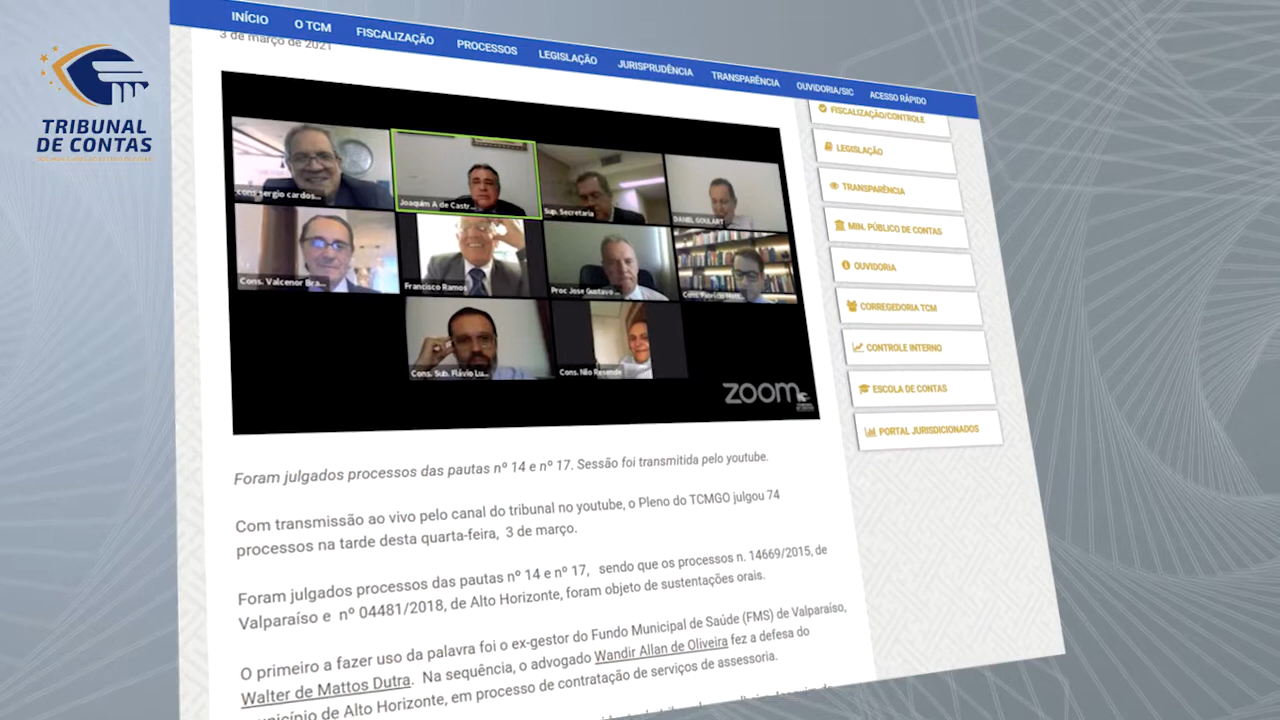 TRIBUNAL
DE CONTAS
INÍCIO O TCM FISCALIZAÇÃO PROCESSOS LEGISLAÇÃO JURISPRUDÊNCIA TRANSPARÊNCIA OUVIDORIA/SIC ACESSO RÁPIDO
3 de março de 2021
cons sergio cardos...
Joaquim A de Castr...
Sup. Secretaria
DANIEL GOULART
Cons. Valcenor Bra...
Francisco Ramos
Proc Jose Gustavo ...
Cons. Sub. Flávio Lu...
Cons. Nilo Resende
zoom
FISCALIZAÇÃO/CONTROLE
LEGISLAÇÃO
TRANSPARÊNCIA
MIN. PÚBLICO DE CONTAS
OUVIDORIA
CORREGEDORIA TCM
CONTROLE INTERNO
ESCOLA DE CONTAS
PORTAL JURISDICIONADOS
Foram julgados processos das pautas nº 14 e nº 17. Sessão foi transmitida pelo youtube.
Com transmissão ao vivo pelo canal do tribunal no youtube, o Pleno do TCMGO julgou 74
processos na tarde desta quarta-feira, 3 de março.
Foram julgados processos das pautas nº 14 e nº 17, sendo que os processos n. 14669/2015, de
Valparaíso e nº 04481/2018, de Alto Horizonte, foram objeto de sustentações orais.
O primeiro a fazer uso da palavra foi o ex-gestor do Fundo Municipal de Saúde (FMS) de Valparaíso,
Walter de Mattos Dutra. Na sequência, o advogado Wandir Allan de Oliveira fez a defesa do
município de Alto Horizonte, em processo de contratação de serviços de assessoria.